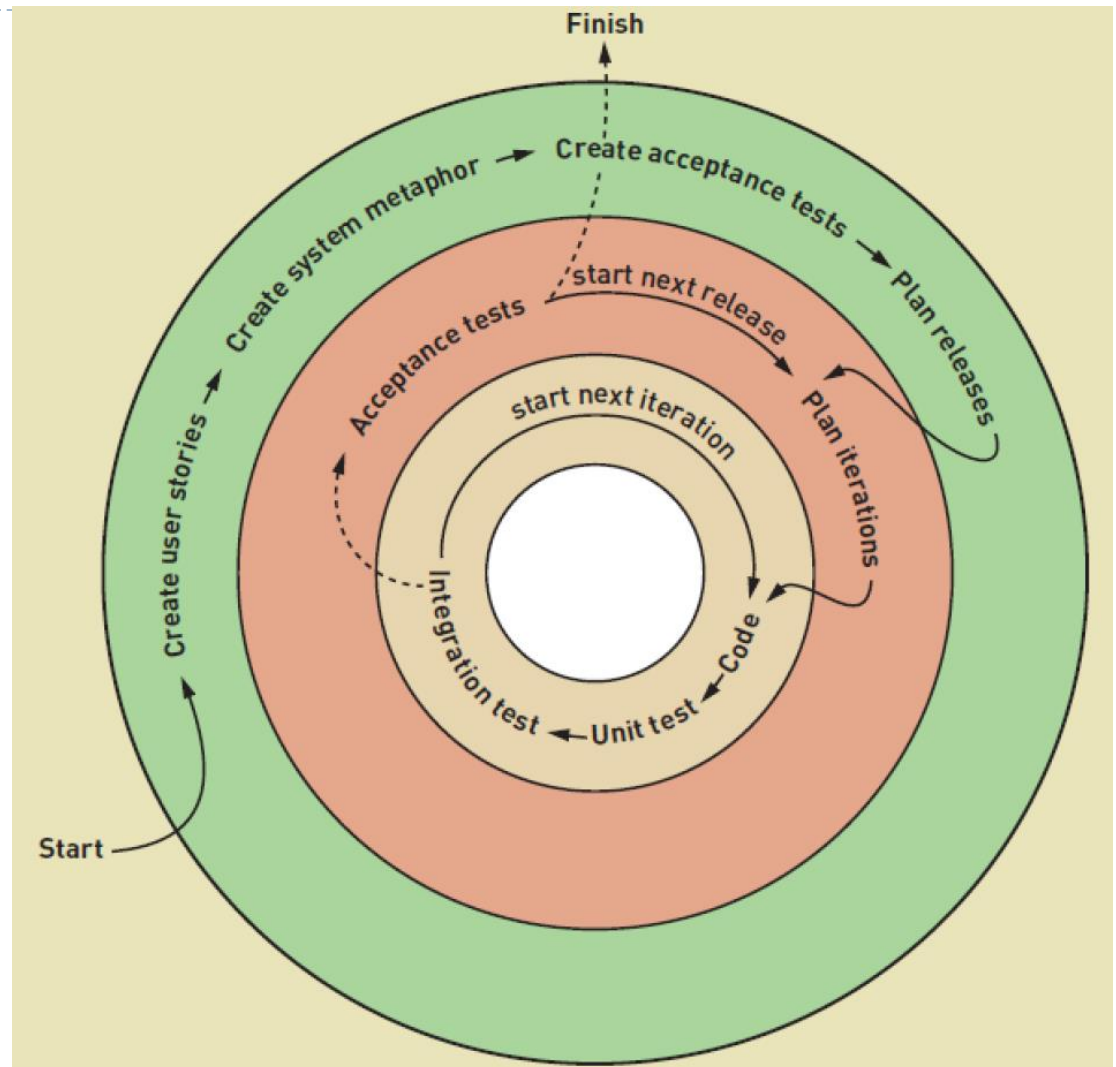 Finish
Create acceptance tests
Create system metaphor
Plan releases
start next release
Acceptance tests
Plan iterations
start next iteration
Create user stories
Integration test
Code
Unit test
Start